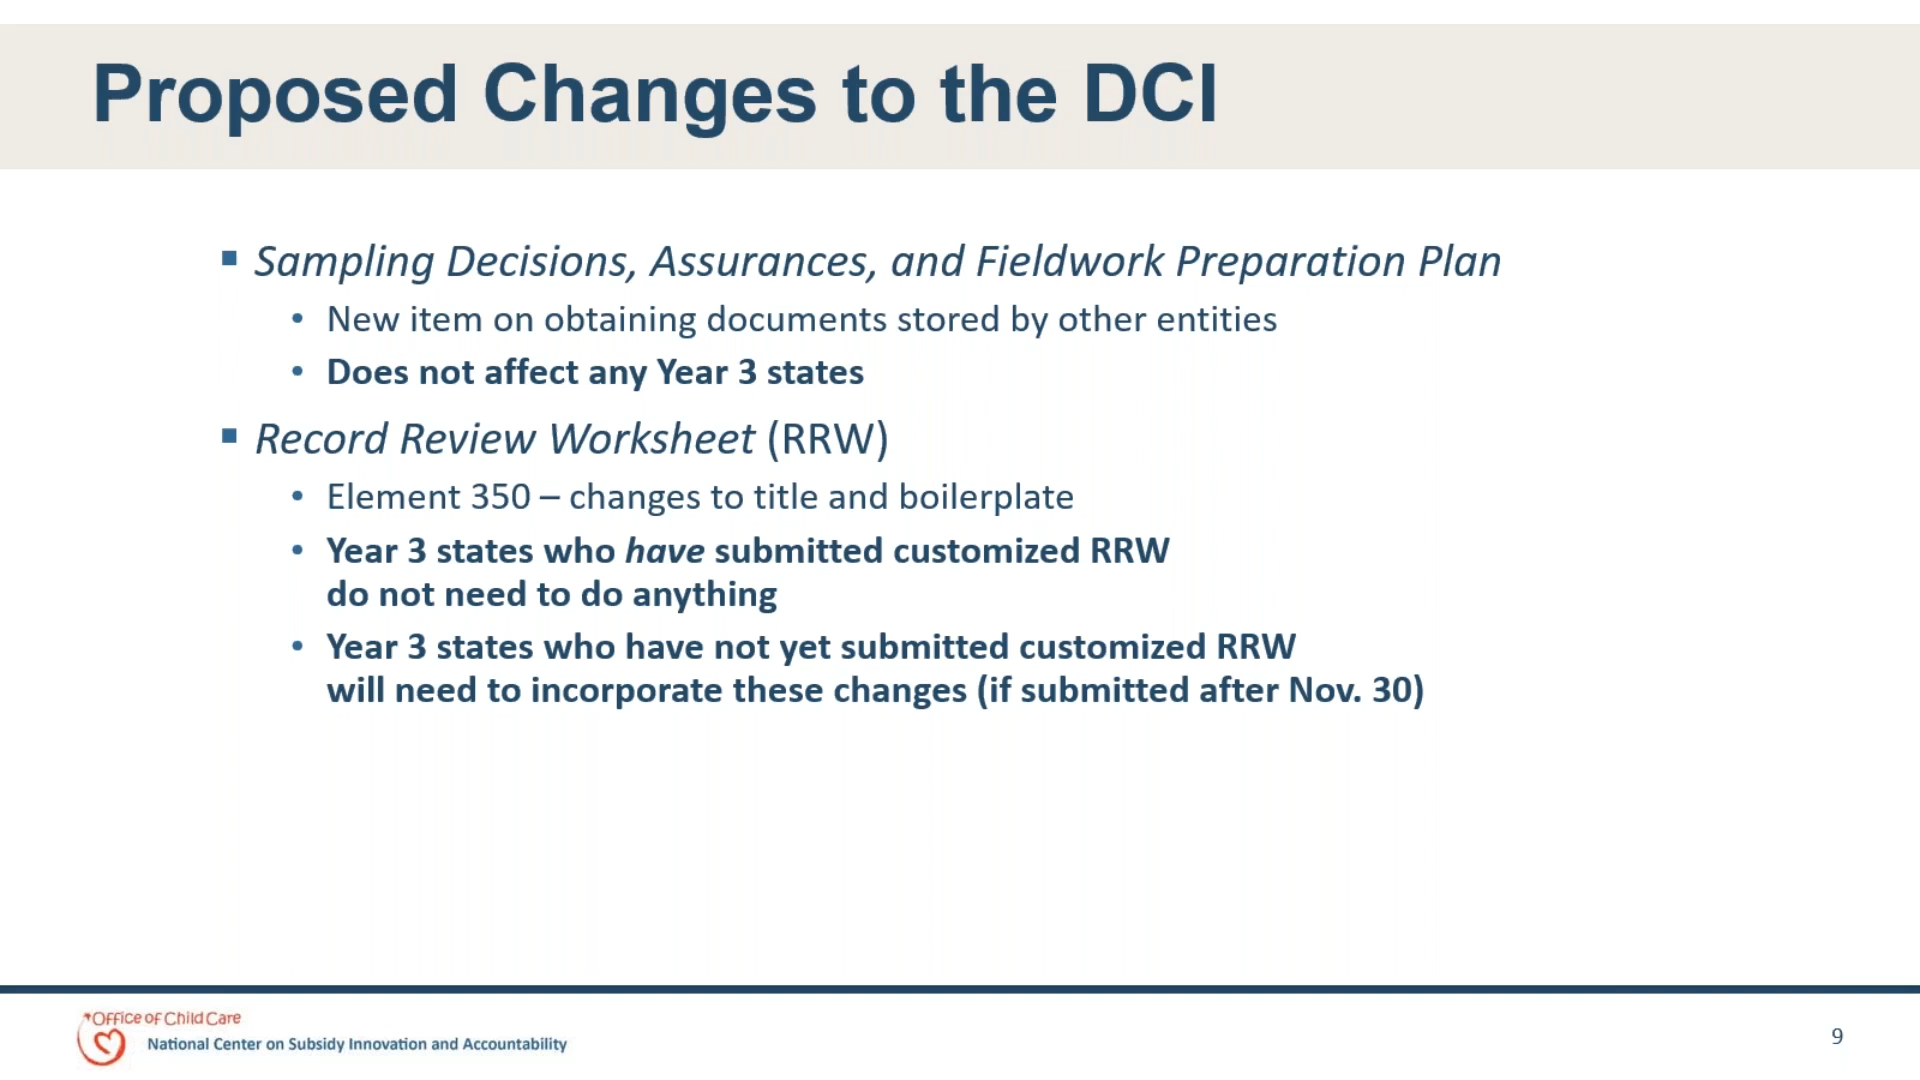 Proposed Changes to the DCI
▪ Sampling Decisions, Assurances, and Fieldwork Preparation Plan
• New item on obtaining documents stored by other entities
• Does not affect any Year 3 states
▪ Record Review Worksheet (RRW)
• Element 350 – changes to title and boilerplate
• Year 3 states who have submitted customized RRW
do not need to do anything
• Year 3 states who have not yet submitted customized RRW
will need to incorporate these changes (if submitted after Nov. 30)
Office of Child Care
National Center on Subsidy Innovation and Accountability
9